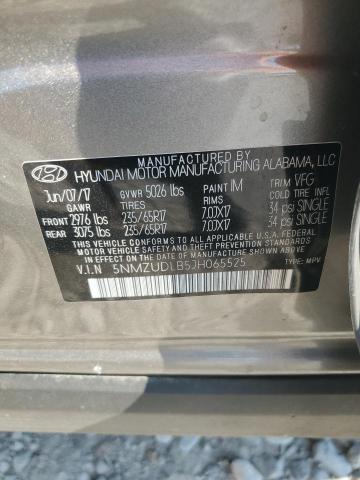 HYUNDAI MOTOR MANUFACTURING ALABAMA, LLC
MANUFACTURED BY
Jun/07/17 GVWR 5026 lbs PAINT IM TRIM VFG
GAWR TIRES RIMS COLD TIRE INFL
FRONT 2976 lbs 235/65R17 7.0JX17 34 psi SINGLE
REAR 3075 lbs 235/65R17 7.0JX17 34 psi SINGLE
THIS VEHICLE CONFORMS TO ALL APPLICABLE U.S.A. FEDERAL
MOTOR VEHICLE SAFETY STANDARDS IN EFFECT ON THE
DATE OF MANUFACTURE SHOWN ABOVE.
V.I.N 5NMZUDLB5JH065525 TYPE: MPV